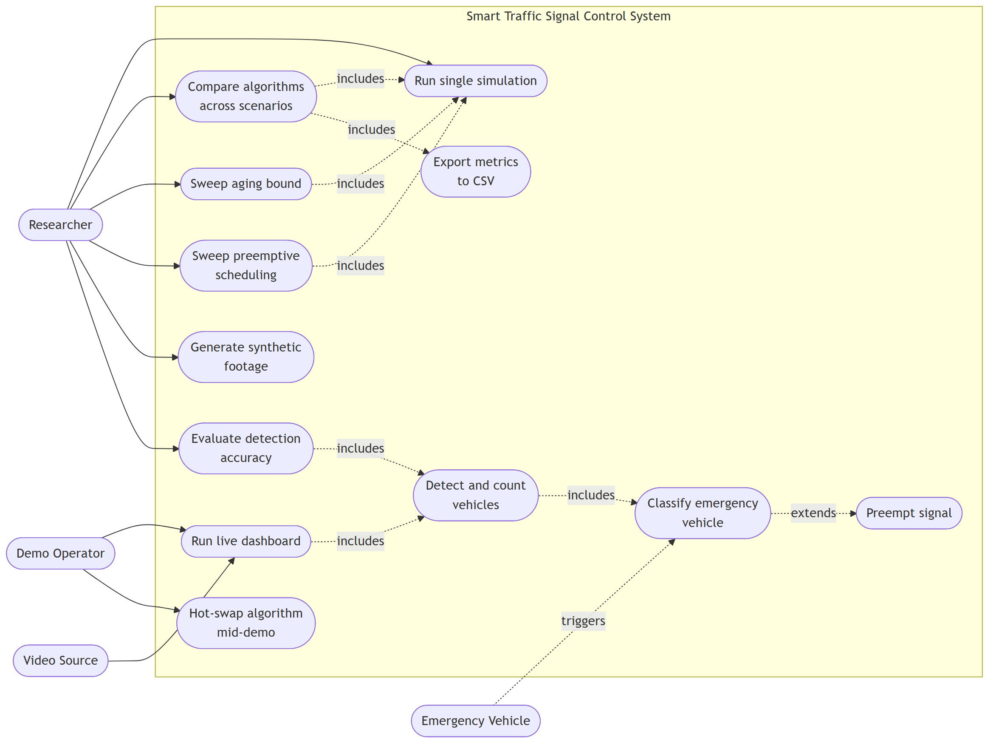 Smart Traffic Signal Control System
Compare algorithms
across scenarios
includes
Run single simulation
includes
Export metrics
to CSV
Sweep aging bound
includes
Researcher
Sweep preemptive
scheduling
includes
Generate synthetic
footage
Evaluate detection
accuracy
includes
Detect and count
vehicles
includes
Classify emergency
vehicle
extends
Preempt signal
Run live dashboard
includes
Demo Operator
Hot-swap algorithm
mid-demo
triggers
Video Source
Emergency Vehicle